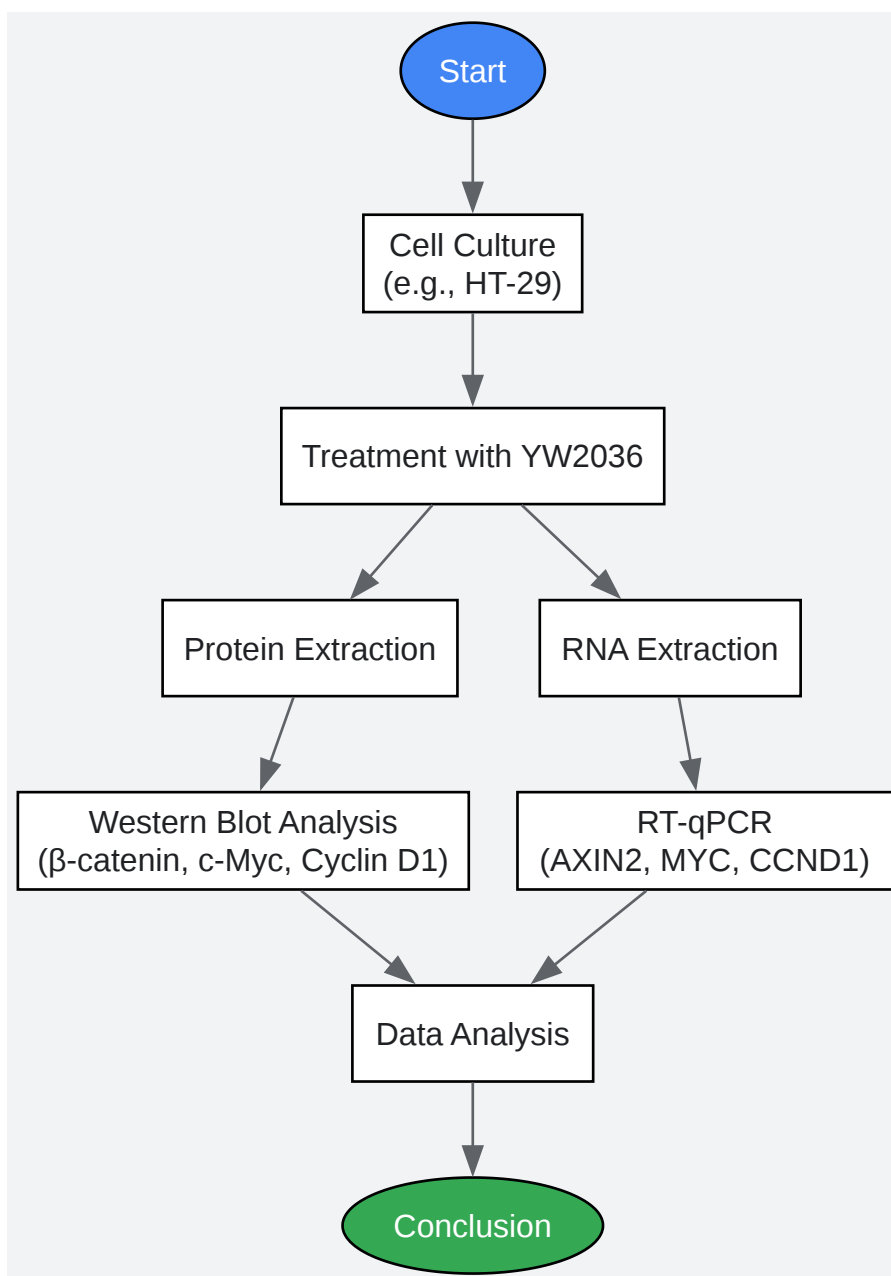 Start
Cell Culture
(e.g., HT-29)
Treatment with YW2036
Protein Extraction
RNA Extraction
Western Blot Analysis
(β-catenin, c-Myc, Cyclin D1)
RT-qPCR
(AXIN2, MYC, CCND1)
Data Analysis
Conclusion